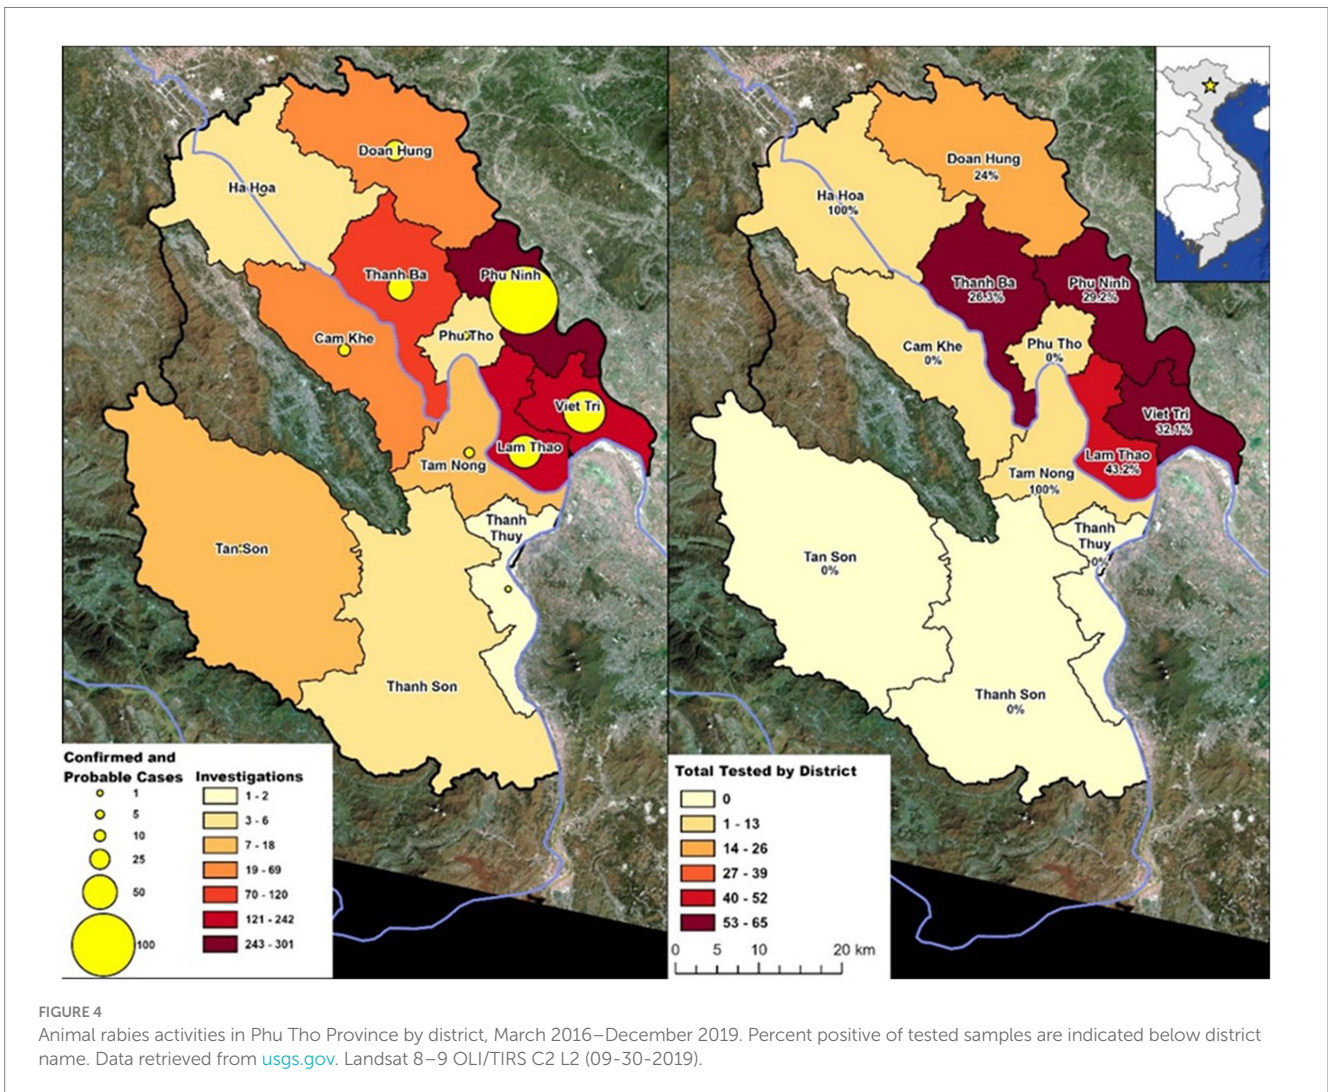 Doan Hung
Ha Hoa
Thanh Ba
Phu Ninh
Phu Tho
Cam Khe
Viet Tri
Lam Thao
Tam Nong
Thanh
Thuy
Tan Son
Thanh Son
Confirmed and
Probable Cases
1
5
10
25
50
100
Investigations
1 - 2
3 - 6
7 - 18
19 - 69
70 - 120
121 - 242
243 - 301
Doan Hung
24%
Ha Hoa
100%
Thanh Ba
26.3%
Phu Ninh
29.2%
Cam Khe
0%
Phu Tho
0%
Viet Tri
32.1%
Lam Thao
43.2%
Tam Nong
100%
Thanh
Thuy
0%
Tan Son
0%
Thanh Son
0%
Total Tested by District
0
1 - 13
14 - 26
27 - 39
40 - 52
53 - 65
0 5 10 20 km
FIGURE 4
Animal rabies activities in Phu Tho Province by district, March 2016–December 2019. Percent positive of tested samples are indicated below district
name. Data retrieved from usgs.gov. Landsat 8–9 OLI/TIRS C2 L2 (09-30-2019).